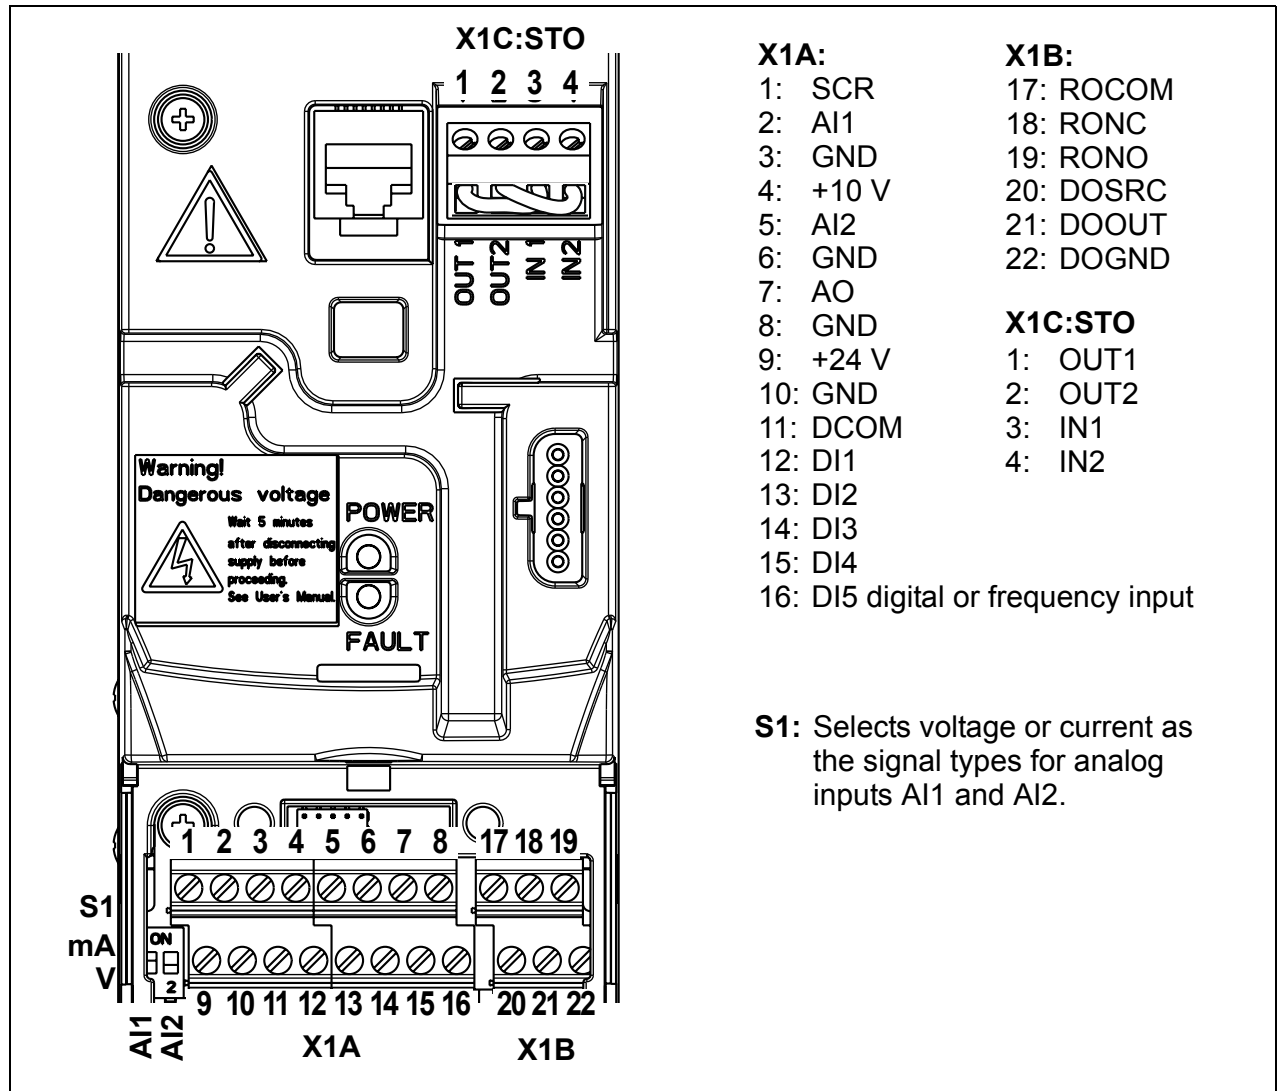 X1C:STO
1 2 3 4
OUT 1
OUT2
IN 1
IN2
Warning!
Dangerous voltage
Wait 5 minutes
after disconnecting
supply before
proceeding.
See User's Manual.
POWER
FAULT
1 2 3 4 5 6 7 8 17 18 19
S1
mA
V
ON
2
9 10 11 12 13 14 15 16 20 21 22
AI1
AI2
X1A
X1B
X1A:
1: SCR
2: AI1
3: GND
4: +10 V
5: AI2
6: GND
7: AO
8: GND
9: +24 V
10: GND
11: DCOM
12: DI1
13: DI2
14: DI3
15: DI4
16: DI5 digital or frequency input
X1B:
17: ROCOM
18: RONC
19: RONO
20: DOSRC
21: DOOUT
22: DOGND
X1C:STO
1: OUT1
2: OUT2
3: IN1
4: IN2
S1: Selects voltage or current as
the signal types for analog
inputs AI1 and AI2.